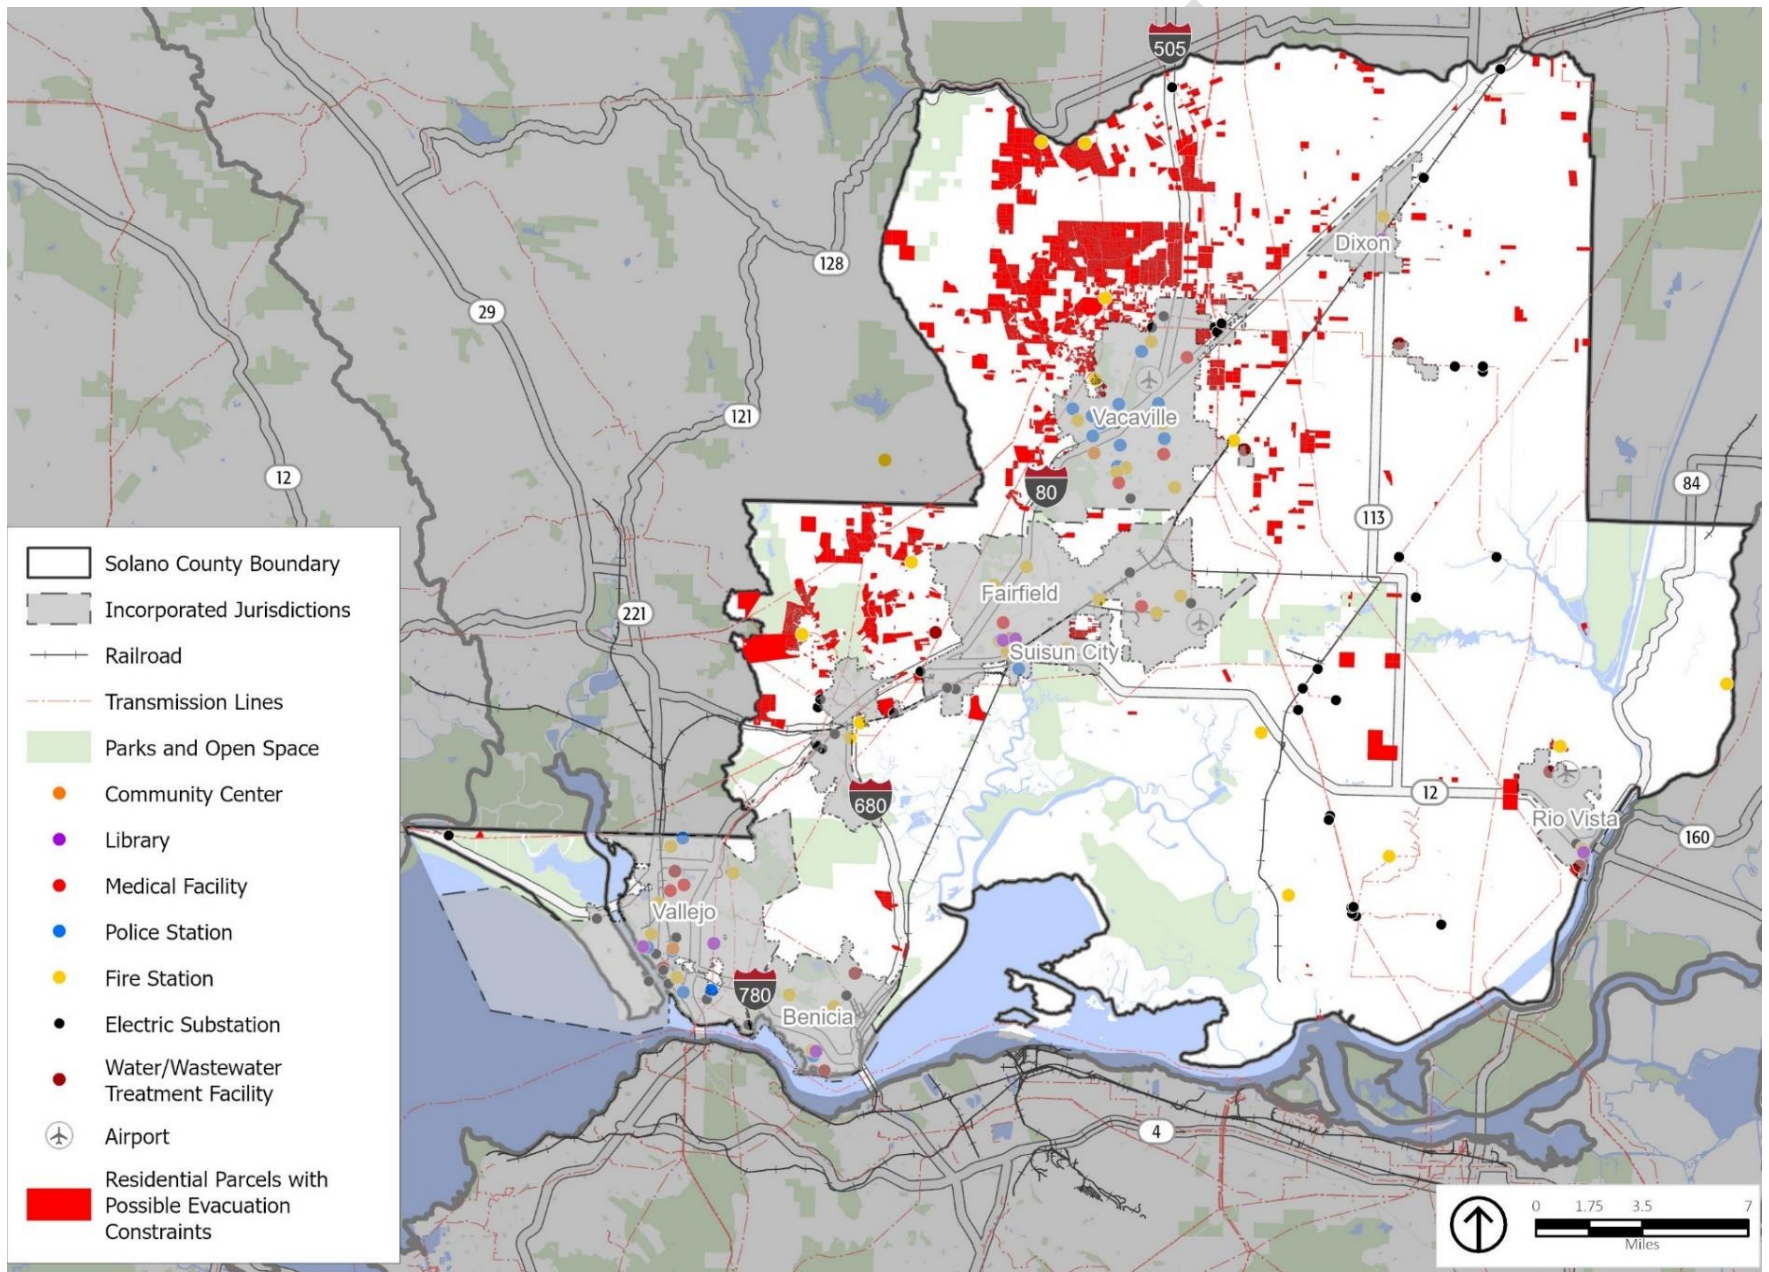 505
128
29
121
12
221
Dixon
Vacaville
80
84
113
Fairfield
Suisun City
680
12
Rio Vista
160
Vallejo
780
Benicia
4
Solano County Boundary
Incorporated Jurisdictions
Railroad
Transmission Lines
Parks and Open Space
Community Center
Library
Medical Facility
Police Station
Fire Station
Electric Substation
Water/Wastewater
Treatment Facility
Airport
Residential Parcels with
Possible Evacuation
Constraints
0 1.75 3.5 7
Miles